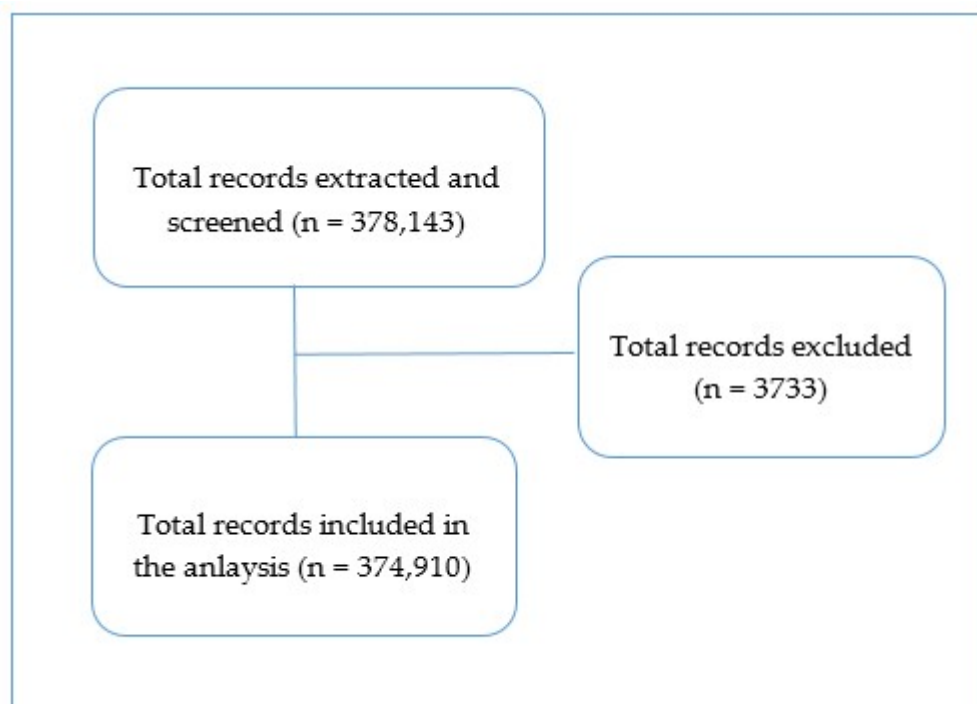 Total records extracted and
screened (n = 378,143)
Total records excluded
(n = 3733)
Total records included in
the anlaysis (n = 374,910)